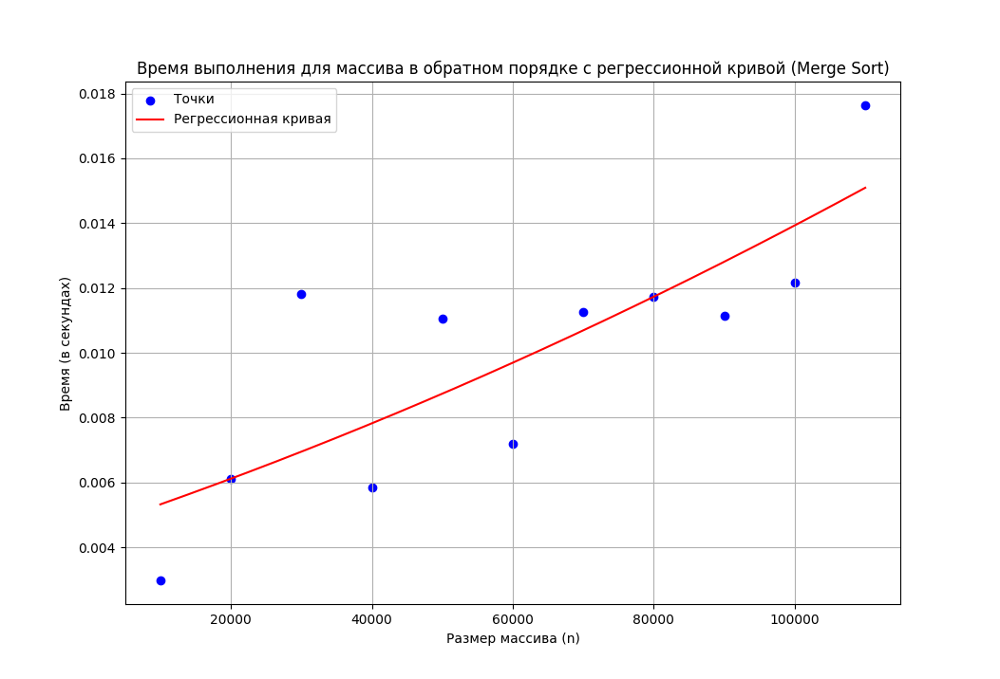 Время выполнения для массива в обратном порядке с регрессионной кривой (Merge Sort)
Точки
Регрессионная кривая
0.018
0.016
0.014
0.012
0.010
0.008
0.006
0.004
Время (в секундах)
20000
40000
60000
80000
100000
Размер массива (n)